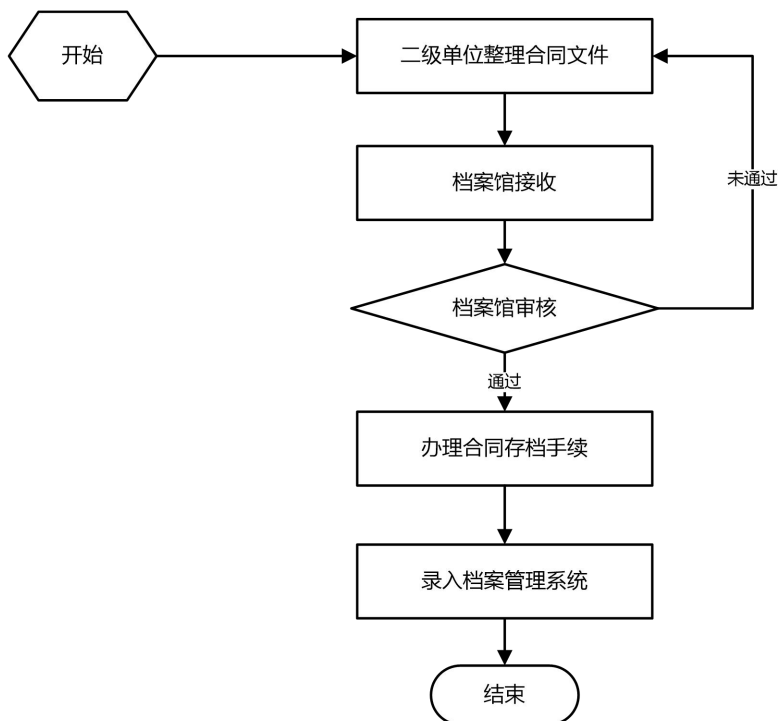 开始
二级单位整理合同文件
档案馆接收
未通过
档案馆审核
通过
办理合同存档手续
录入档案管理系统
结束